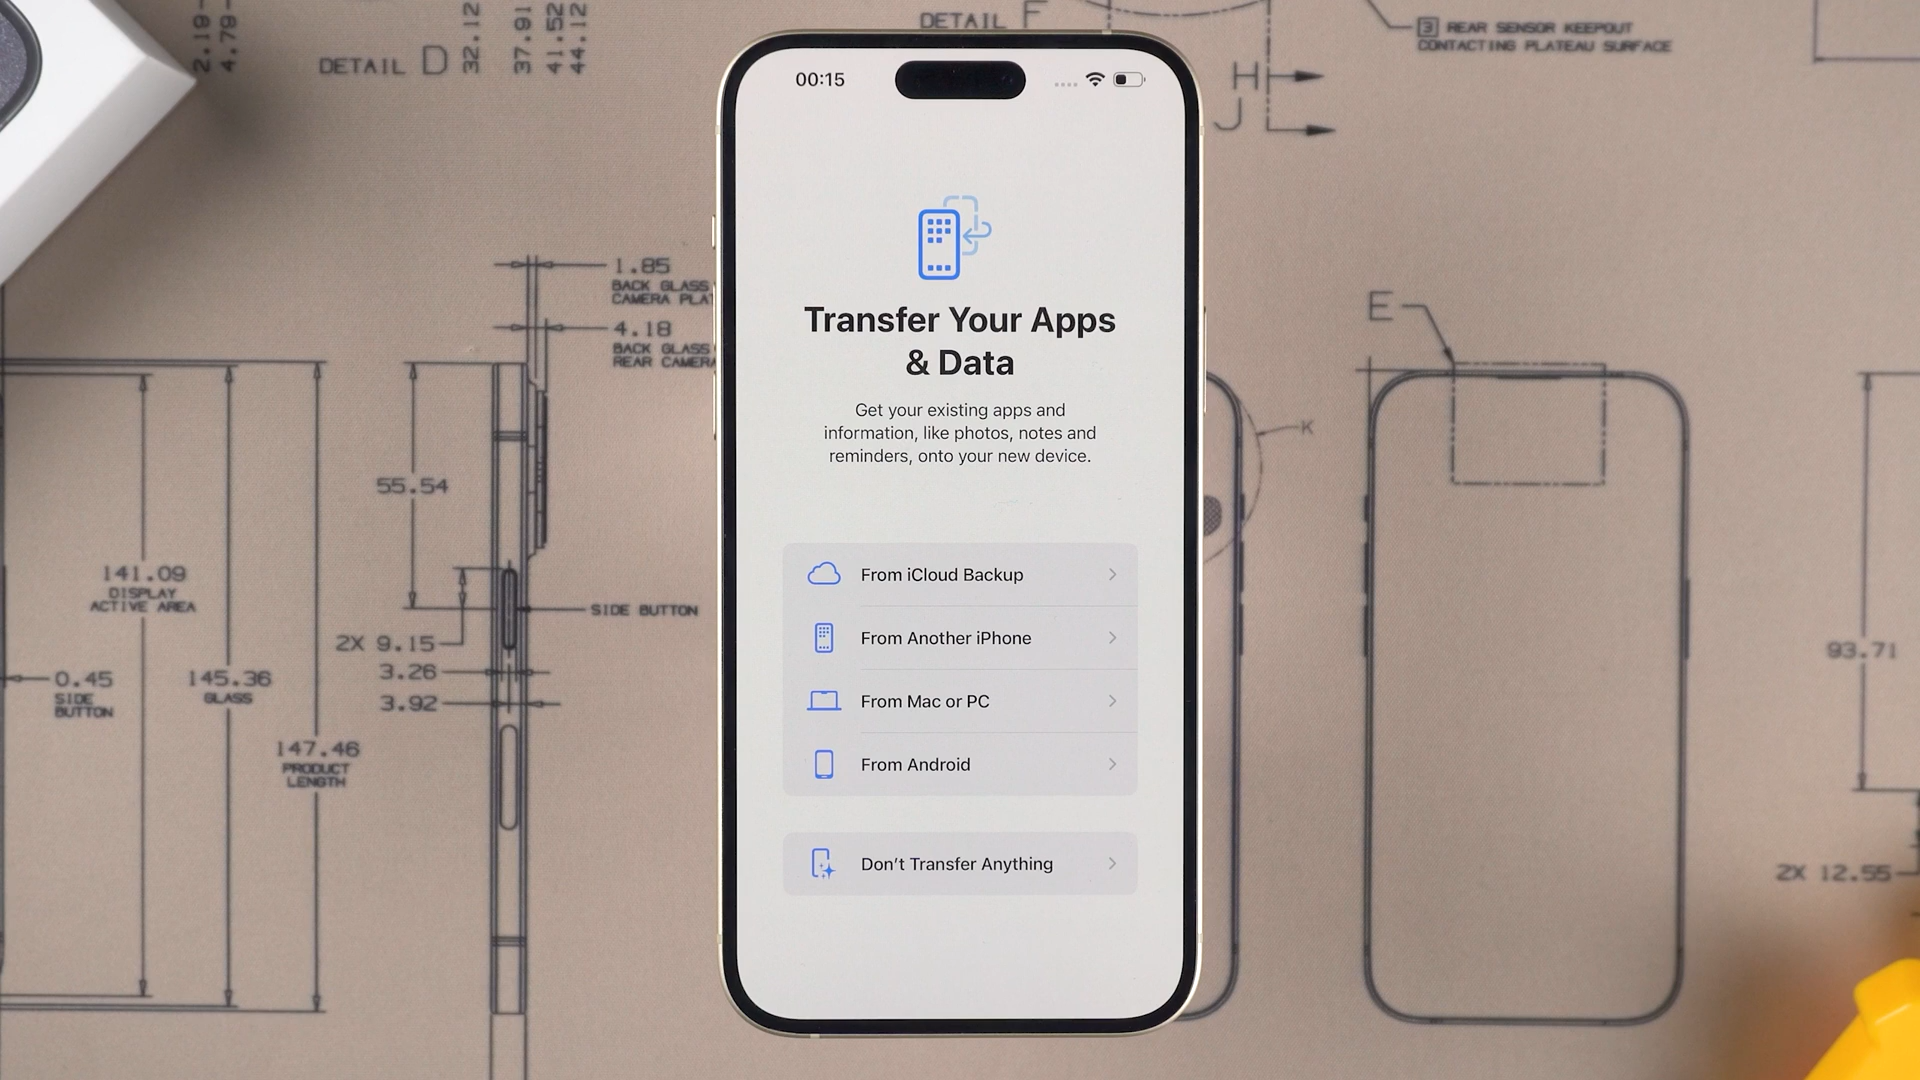 2.19
4.79
DETAIL D
32.12
37.91
41.52
44.12
DETAIL F
3 REAR SENSOR KEEPOUT
CONTACTING PLATEAU SURFACE
H
J
00:15
Transfer Your Apps
& Data
Get your existing apps and
information, like photos, notes and
reminders, onto your new device.
From iCloud Backup
From Another iPhone
From Mac or PC
From Android
Don't Transfer Anything
1.85
BACK GLASS
CAMERA
4.18
BACK GLASS
REAR CAMERA
55.54
141.09
DISPLAY
ACTIVE AREA
SIDE BUTTON
2X 9.15
3.26
3.92
0.45
SIDE
BUTTON
145.36
GLASS
147.46
PRODUCT
LENGTH
E
K
93.71
2X 12.55